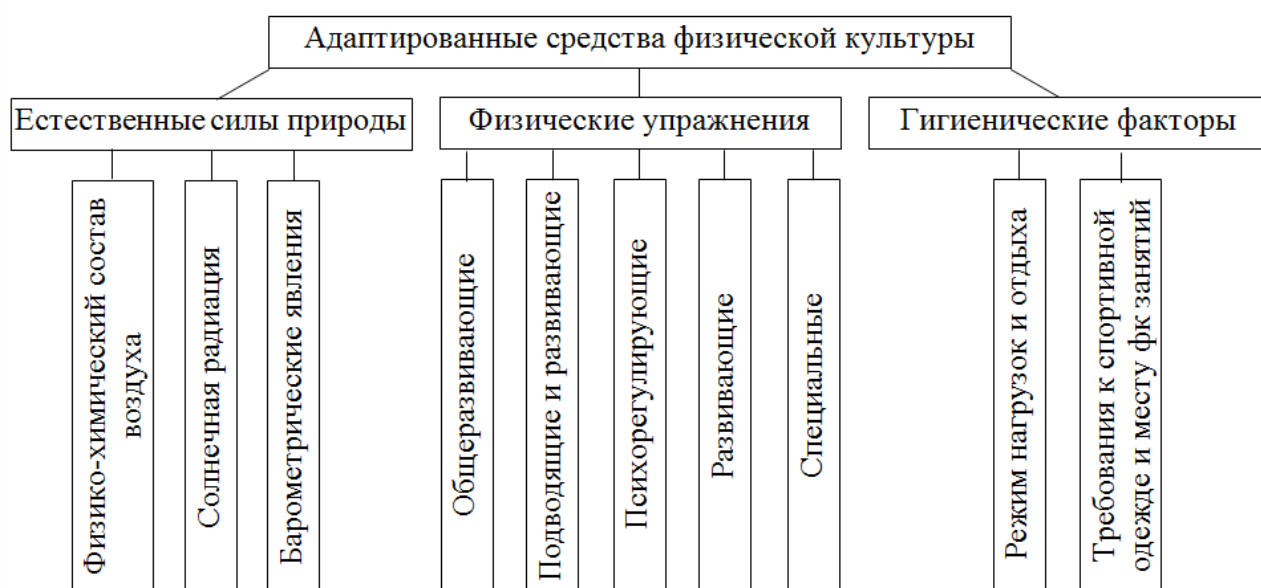 Адаптированные средства физической культуры
Естественные силы природы
Физические упражнения
Гигиенические факторы
Физико-химический состав
воздуха
Солнечная радиация
Барометрические явления
Общеразвивающие
Подводящие и развивающие
Психорегулирующие
Развивающие
Специальные
Режим нагрузок и отдыха
Требования к спортивной
одежде и месту фк занятий